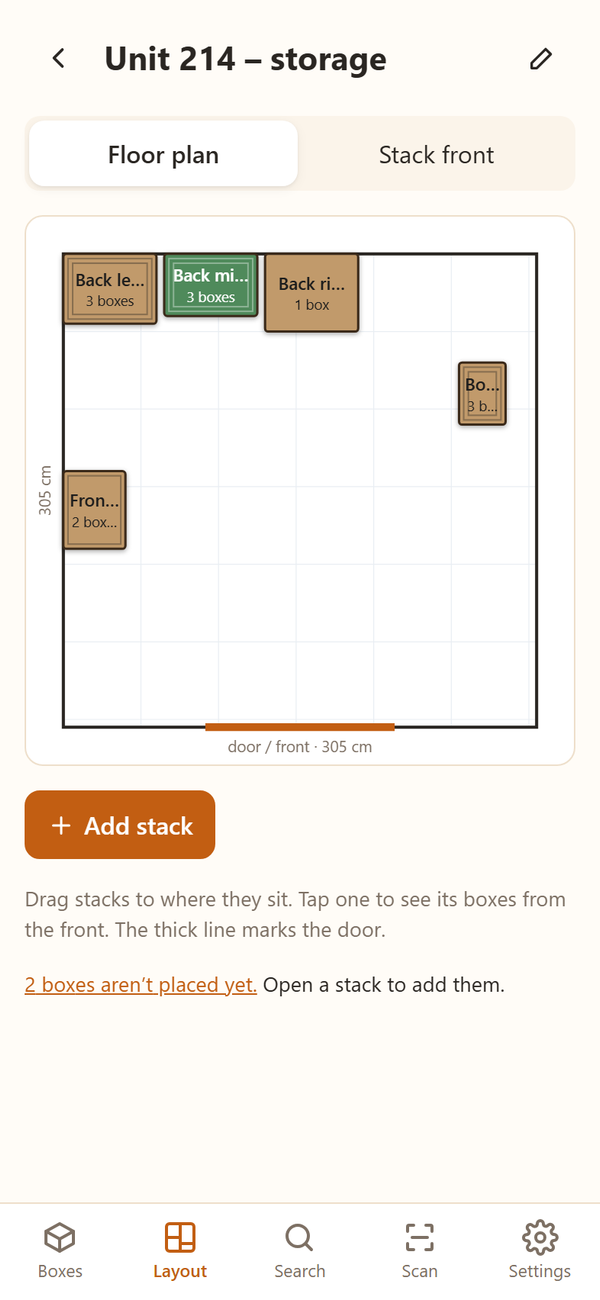 Unit 214 – storage
Floor plan
Stack front
Back le...
3 boxes
Back mi...
3 boxes
Back ri...
1 box
Bo...
3 b...
305 cm
Fron...
2 box...
door / front · 305 cm
+ Add stack
Drag stacks to where they sit. Tap one to see its boxes from
the front. The thick line marks the door.
2 boxes aren’t placed yet. Open a stack to add them.
Boxes
Layout
Search
Scan
Settings